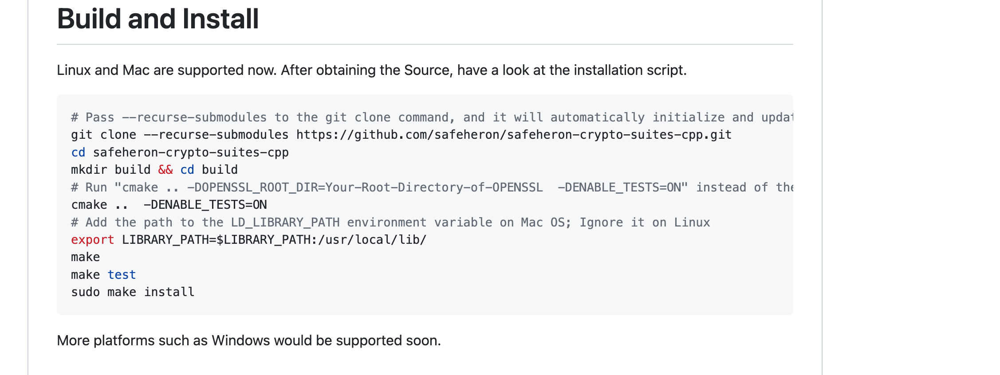 Build and Install
Linux and Mac are supported now. After obtaining the Source, have a look at the installation script.
# Pass --recurse-submodules to the git clone command, and it will automatically initialize and updat
git clone --recurse-submodules https://github.com/safeheron/safeheron-crypto-suites-cpp.git
cd safeheron-crypto-suites-cpp
mkdir build && cd build
# Run "cmake .. -DOPENSSL_ROOT_DIR=Your-Root-Directory-of-OPENSSL  -DENABLE_TESTS=ON" instead of the
cmake ..  -DENABLE_TESTS=ON
# Add the path to the LD_LIBRARY_PATH environment variable on Mac OS; Ignore it on Linux
export LIBRARY_PATH=$LIBRARY_PATH:/usr/local/lib/
make
make test
sudo make install
More platforms such as Windows would be supported soon.